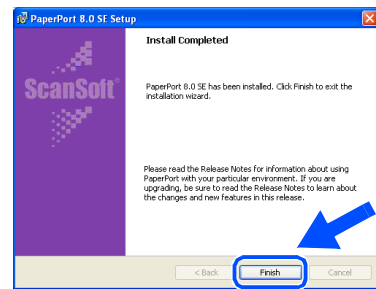 PaperPort 8.0 SE Setup
Install Completed
ScanSoft®
PaperPort 8.0 SE has been installed. Click Finish to exit the
installation wizard.
Please read the Release Notes for information about using
PaperPort with your particular environment. If you are
upgrading, be sure to read the Release Notes to learn about
the changes and new features in this release.
< Back Finish Cancel